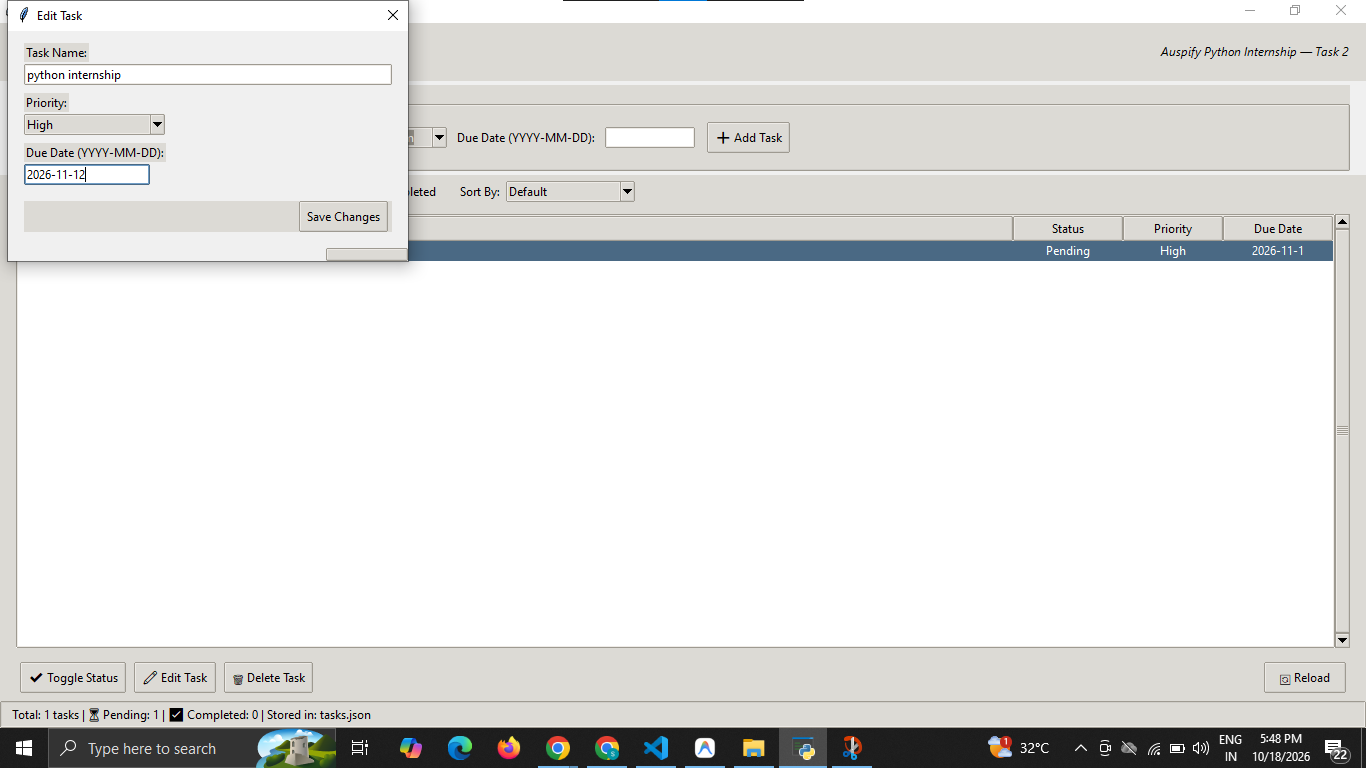 Edit Task
Auspify Python Internship — Task 2
Task Name:
python internship
Priority:
High
Due Date (YYYY-MM-DD):
2026-11-12
Save Changes
Due Date (YYYY-MM-DD):
+ Add Task
leted
Sort By: Default
Status Priority Due Date
Pending High 2026-11-1
Toggle Status Edit Task Delete Task Reload
Total: 1 tasks | Pending: 1 | Completed: 0 | Stored in: tasks.json
Type here to search
1
32°C
ENG
IN
5:48 PM
10/18/2026
22